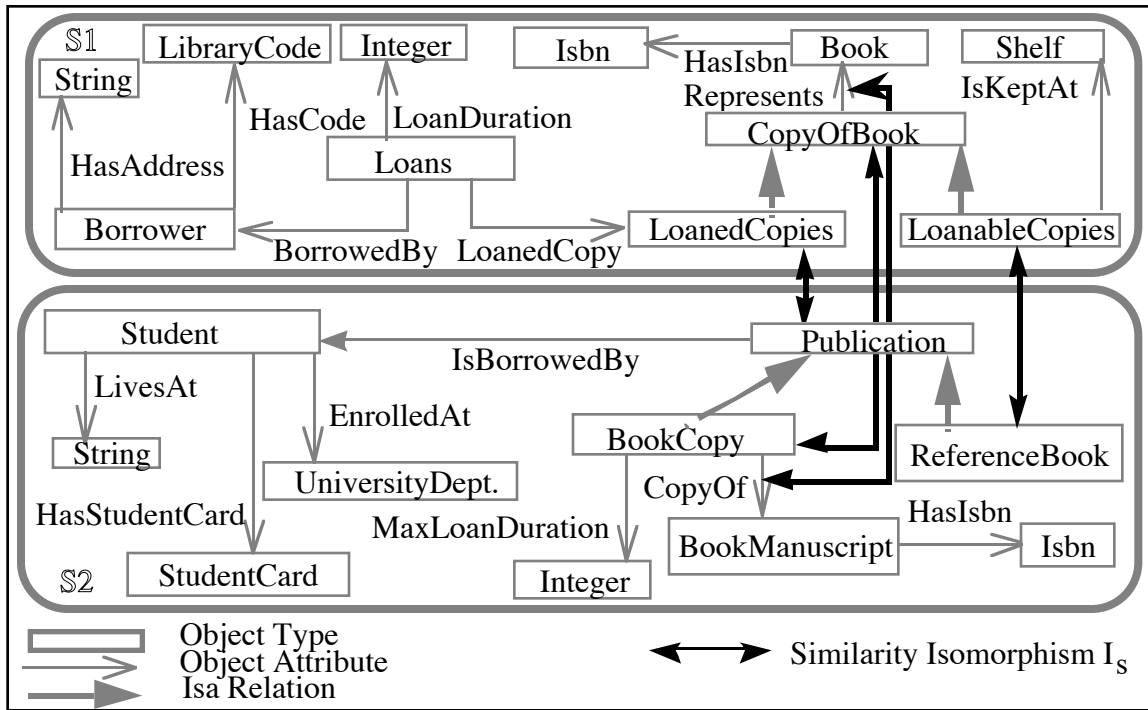 S1
LibraryCode
Integer
Isbn
Book
Shelf
String
HasIsbn
IsKeptAt
Represents
HasCode
LoanDuration
CopyOfBook
HasAddress
Loans
Borrower
LoanedCopies
LoanableCopies
BorrowedBy
LoanedCopy
Student
Publication
IsBorrowedBy
LivesAt
EnrolledAt
BookCopy
String
ReferenceBook
UniversityDept.
CopyOf
HasStudentCard
MaxLoanDuration
HasIsbn
BookManuscript
Isbn
StudentCard
Integer
S2
Object Type
Object Attribute
Similarity Isomorphism Is
Isa Relation